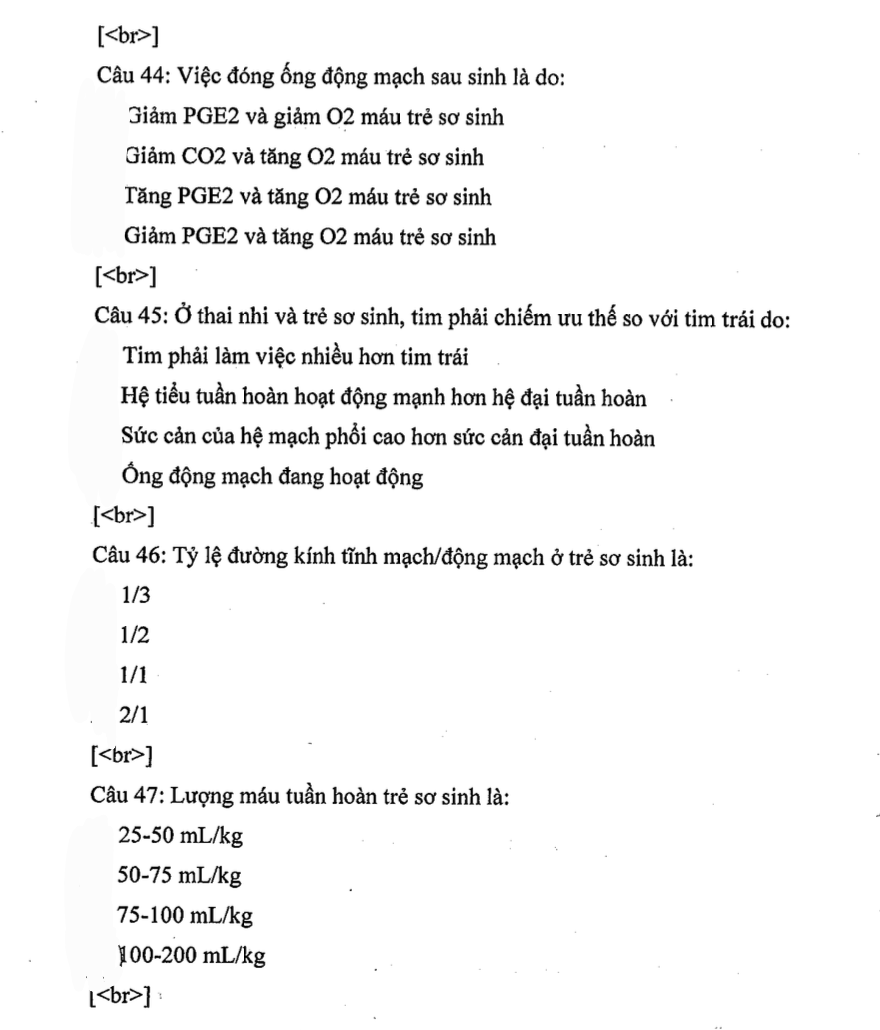 [<br>]
Câu 44: Việc đóng ống động mạch sau sinh là do:
Giảm PGE2 và giảm O2 máu trẻ sơ sinh
Giảm CO2 và tăng O2 máu trẻ sơ sinh
Tăng PGE2 và tăng O2 máu trẻ sơ sinh
Giảm PGE2 và tăng O2 máu trẻ sơ sinh
[<br>]
Câu 45: Ở thai nhi và trẻ sơ sinh, tim phải chiếm ưu thế so với tim trái do:
Tim phải làm việc nhiều hơn tim trái
Hệ tiểu tuần hoàn hoạt động mạnh hơn hệ đại tuần hoàn
Sức cản của hệ mạch phổi cao hơn sức cản đại tuần hoàn
Ống động mạch đang hoạt động
[<br>]
Câu 46: Tỷ lệ đường kính tĩnh mạch/động mạch ở trẻ sơ sinh là:
1/3
1/2
1/1
2/1
[<br>]
Câu 47: Lượng máu tuần hoàn trẻ sơ sinh là:
25-50 mL/kg
50-75 mL/kg
75-100 mL/kg
100-200 mL/kg
[<br>]